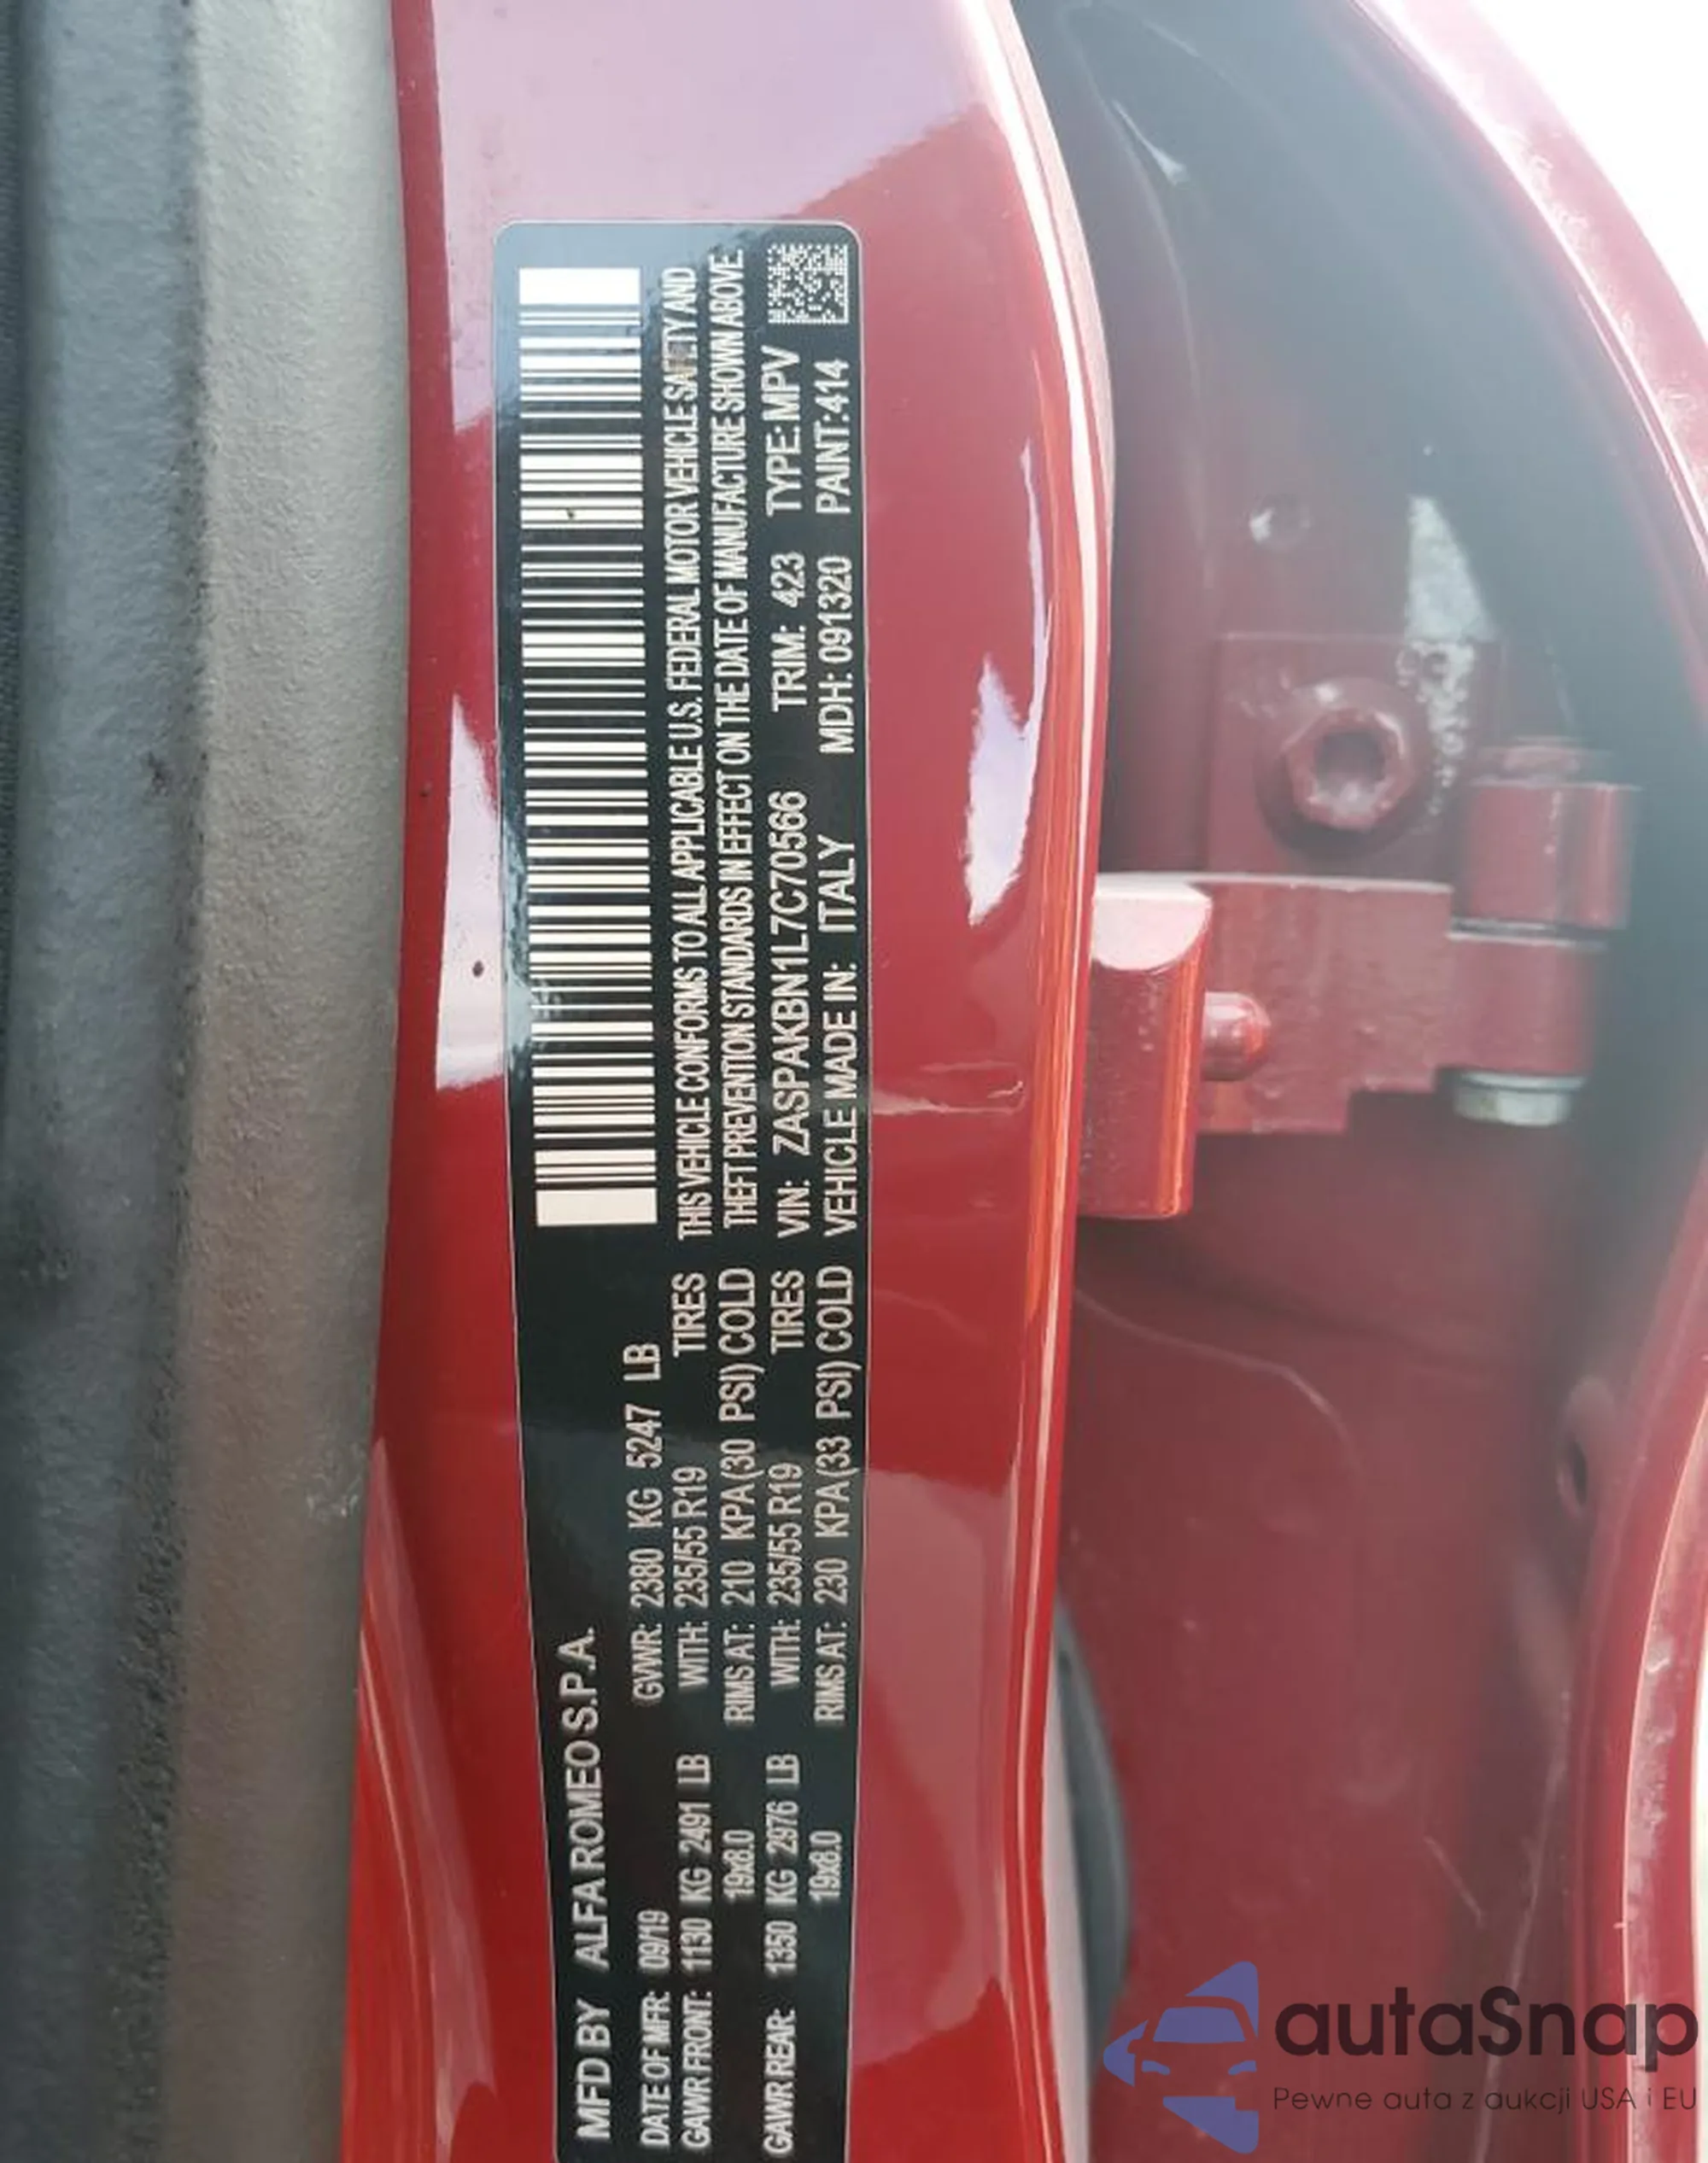 MFD BY ALFA ROMEO S.P.A.
DATE OF MFR: 09/19 GVWR: 2380 KG 5247 LB
GAWR FRONT: 1130 KG 2491 LB WITH: 235/55 R19 TIRES
19x8.0 RIMS AT: 210 KPA (30 PSI) COLD
GAWR REAR: 1350 KG 2976 LB WITH: 235/55 R19 TIRES
19x8.0 RIMS AT: 230 KPA (33 PSI) COLD
THIS VEHICLE CONFORMS TO ALL APPLICABLE U.S. FEDERAL MOTOR VEHICLE SAFETY AND
THEFT PREVENTION STANDARDS IN EFFECT ON THE DATE OF MANUFACTURE SHOWN ABOVE.
VIN: ZASPAKBN1L7C70566 TRIM: 423 TYPE: MPV
VEHICLE MADE IN: ITALY MDH: 091320 PAINT: 414
autaSnap
Pewne auta z aukcji USA i EU